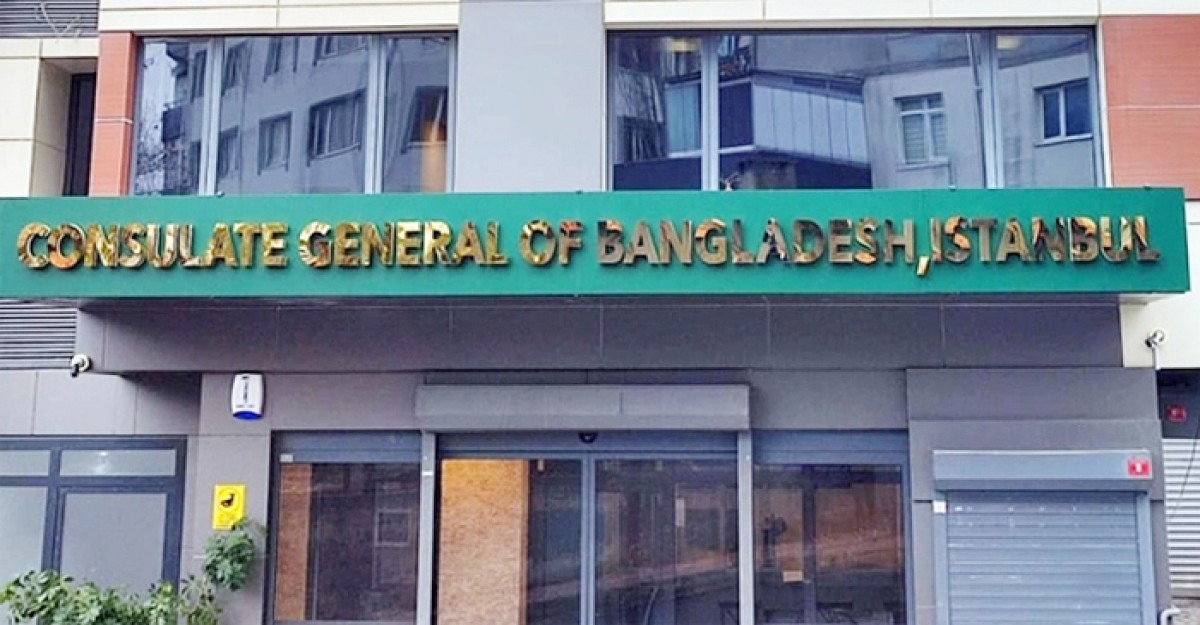 CONSULATE GENERAL OF BANGLADESH,ISTANBUL